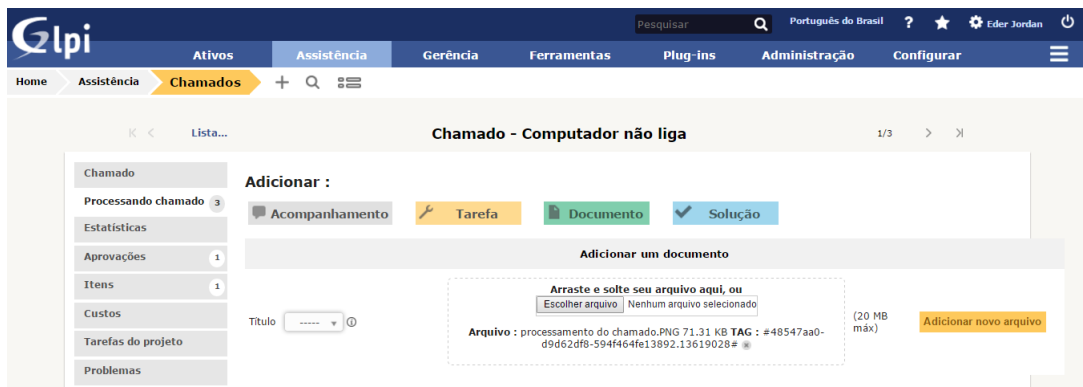 Glpi
Pesquisar
Português do Brasil
?
Eder Jordan
Ativos
Assistência
Gerência
Ferramentas
Plug-ins
Administração
Configurar
Home
Assistência
Chamados
Lista...
Chamado - Computador não liga
1/3
Chamado
Processando chamado 3
Estatísticas
Aprovações 1
Itens 1
Custos
Tarefas do projeto
Problemas
Adicionar :
Acompanhamento
Tarefa
Documento
Solução
Adicionar um documento
Título
-----
Arraste e solte seu arquivo aqui, ou
Escolher arquivo Nenhum arquivo selecionado
Arquivo : processamento do chamado.PNG 71.31 KB TAG : #48547aa0-
d9d62df8-594f464fe13892.13619028#
(20 MB
máx)
Adicionar novo arquivo